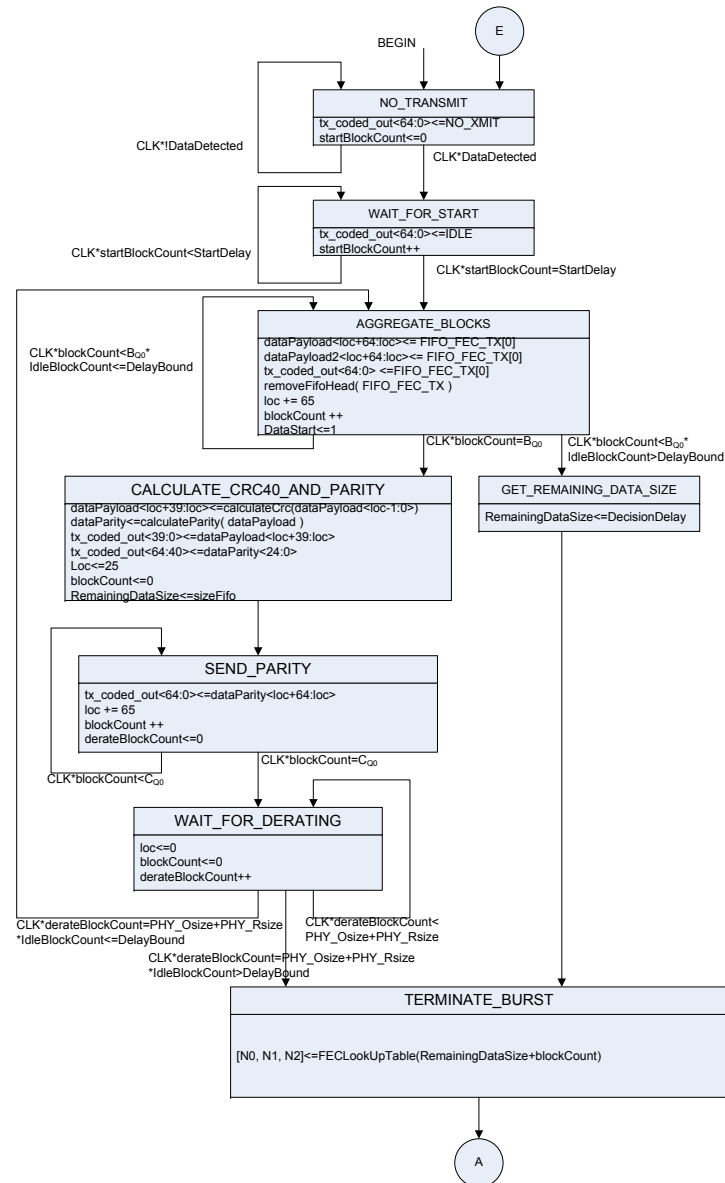 E
BEGIN
NO_TRANSMIT
tx_coded_out<64:0><=NO_XMIT
startBlockCount<=0
CLK*!DataDetected
CLK*DataDetected
WAIT_FOR_START
tx_coded_out<64:0><=IDLE
startBlockCount++
CLK*startBlockCount<StartDelay
CLK*startBlockCount=StartDelay
AGGREGATE_BLOCKS
dataPayload<loc+64:loc><= FIFO_FEC_TX[0]
dataPayload2<loc+64:loc><= FIFO_FEC_TX[0]
tx_coded_out<64:0> <=FIFO_FEC_TX[0]
removeFifoHead( FIFO_FEC_TX )
loc += 65
blockCount ++
DataStart<=1
CLK*blockCount<BQ0*
IdleBlockCount<=DelayBound
CLK*blockCount=BQ0
CLK*blockCount<BQ0*
IdleBlockCount>DelayBound
CALCULATE_CRC40_AND_PARITY
dataPayload<loc+39:loc><=calculateCrc(dataPayload<loc-1:0>)
dataParity<=calculateParity( dataPayload )
tx_coded_out<39:0><=dataPayload<loc+39:loc>
tx_coded_out<64:40><=dataParity<24:0>
Loc<=25
blockCount<=0
RemainingDataSize<=sizeFifo
GET_REMAINING_DATA_SIZE
RemainingDataSize<=DecisionDelay
SEND_PARITY
tx_coded_out<64:0><=dataParity<loc+64:loc>
loc += 65
blockCount ++
derateBlockCount<=0
CLK*blockCount<CQ0
CLK*blockCount=CQ0
WAIT_FOR_DERATING
loc<=0
blockCount<=0
derateBlockCount++
CLK*derateBlockCount=PHY_Osize+PHY_Rsize
*IdleBlockCount<=DelayBound
CLK*derateBlockCount<
PHY_Osize+PHY_Rsize
CLK*derateBlockCount=PHY_Osize+PHY_Rsize
*IdleBlockCount>DelayBound
TERMINATE_BURST
[N0, N1, N2]<=FECLookUpTable(RemainingDataSize+blockCount)
A